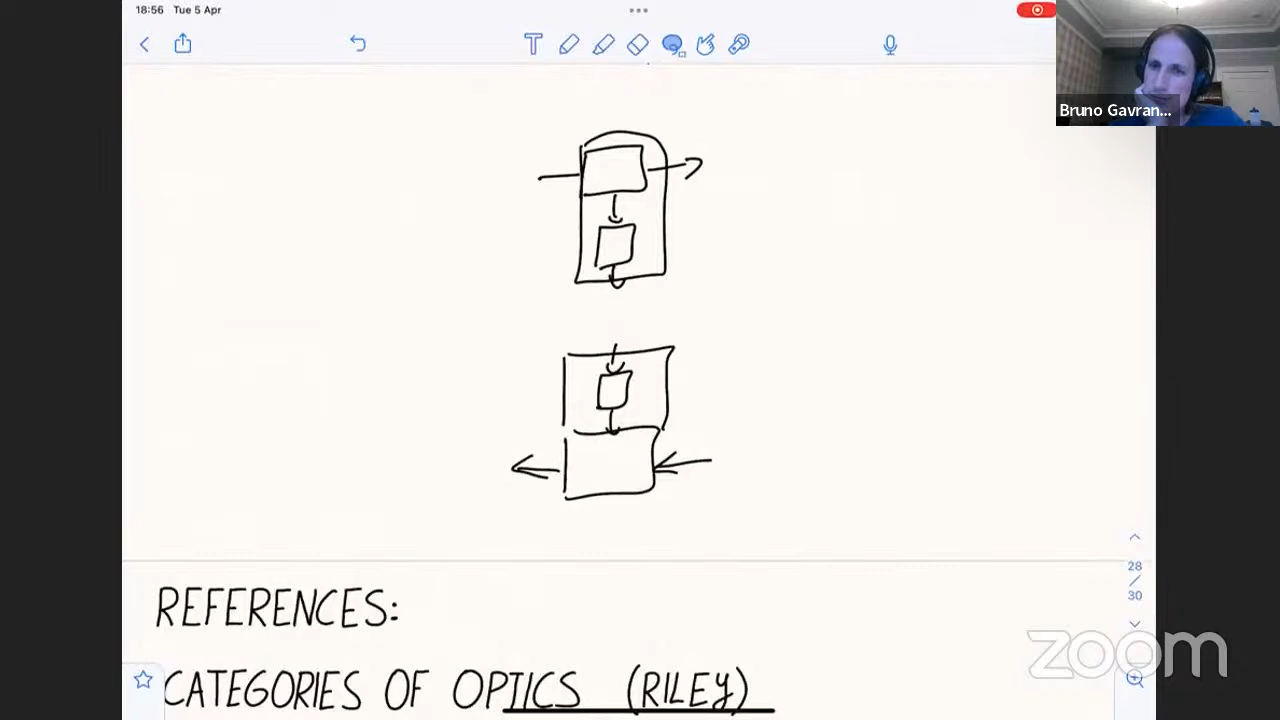 18:56 Tue 5 Apr
T
Bruno Gavran...
28
/
30
REFERENCES:
CATEGORIES OF OPTICS (RILEY)
zoom